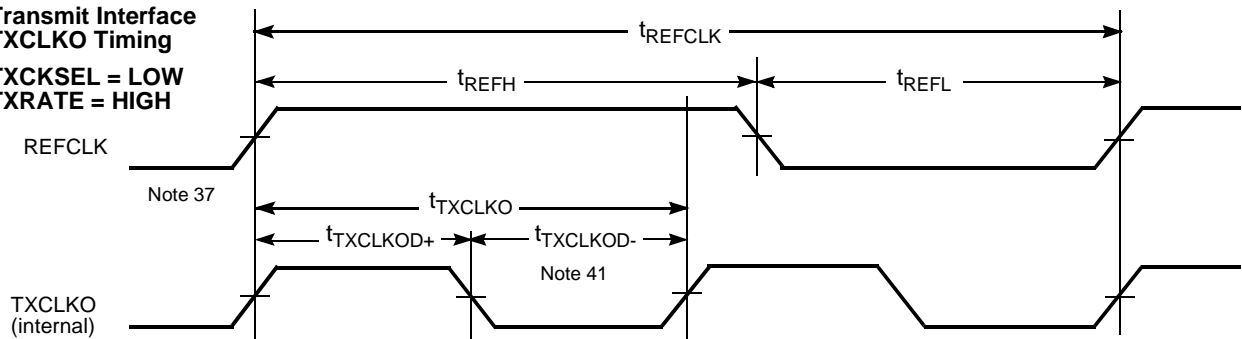 Transmit Interface
TXCLKO Timing
TXCKSEL = LOW
TXRATE = HIGH
tREFCLK
tREFH
tREFL
REFCLK
Note 37
tTXCLKO
tTXCLKOD+
tTXCLKOD-
Note 41
TXCLKO
(internal)